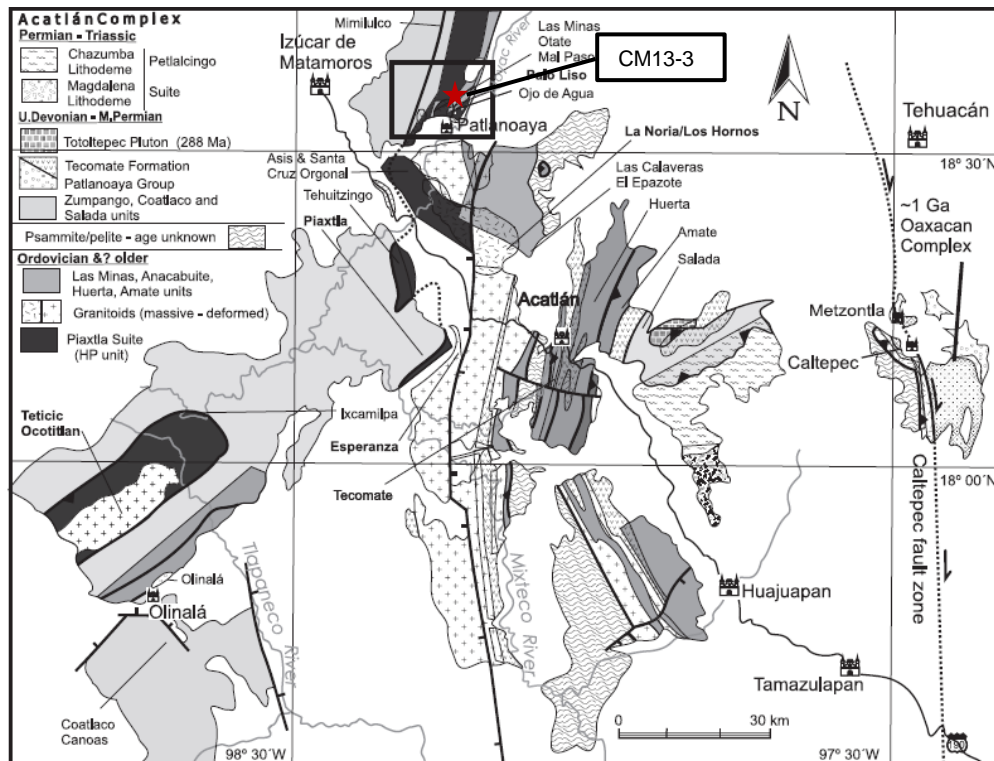 Acatlán Complex
Permian - Triassic
Chazumba
Lithodeme
Magdalena
Lithodeme
Petlalcingo
Suite
U.Devonian - M.Permian
Totoltepec Pluton (288 Ma)
Tecomate Formation
Patlanoaya Group
Zumpango, Coatlaco and
Salada units
Psammite/pelite - age unknown
Ordovician &? older
Las Minas, Anacabuite,
Huerta, Amate units
Granitoids (massive - deformed)
Piaxtla Suite
(HP unit)
Mimilulco
Izúcar de
Matamoros
Las Minas
Otate
Mal Paso
Palo Liso
Ojo de Agua
CM13-3
Patlanoaya
N
Tehuacán
18° 30´N
La Noria/Los Hornos
Asis & Santa
Cruz Orgonal
Tehuitzingo
Piaxtla
Las Calaveras
El Epazote
Huerta
Amate
Salada
~1 Ga
Oaxacan
Complex
Acatlán
Metzontla
Caltepec
Teticic
Ocotitlan
Ixcamilpa
Esperanza
Tecomate
18° 00´N
Caltepec fault zone
Tlapaneco
River
Mixteco
River
Olinalá
Olinalá
Huajuapan
Tamazulapan
Coatlaco
Canoas
0 30 km
98° 30´W
97° 30´W
190